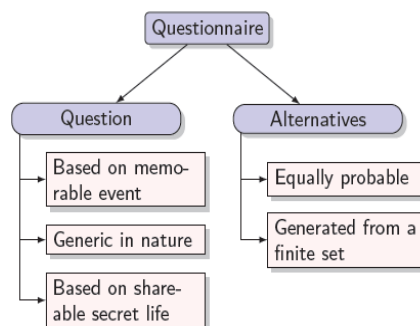 Questionnaire
Question
Based on memo-
rable event
Generic in nature
Based on share-
able secret life
Alternatives
Equally probable
Generated from a
finite set